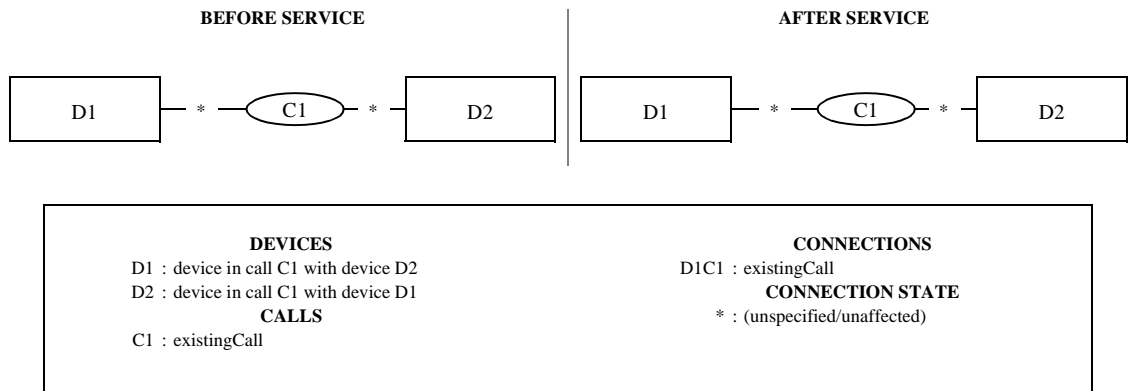 BEFORE SERVICE
AFTER SERVICE
D1 * C1 * D2
D1 * C1 * D2
DEVICES
D1 : device in call C1 with device D2
D2 : device in call C1 with device D1
CALLS
C1 : existingCall
CONNECTIONS
D1C1 : existingCall
CONNECTION STATE
* : (unspecified/unaffected)